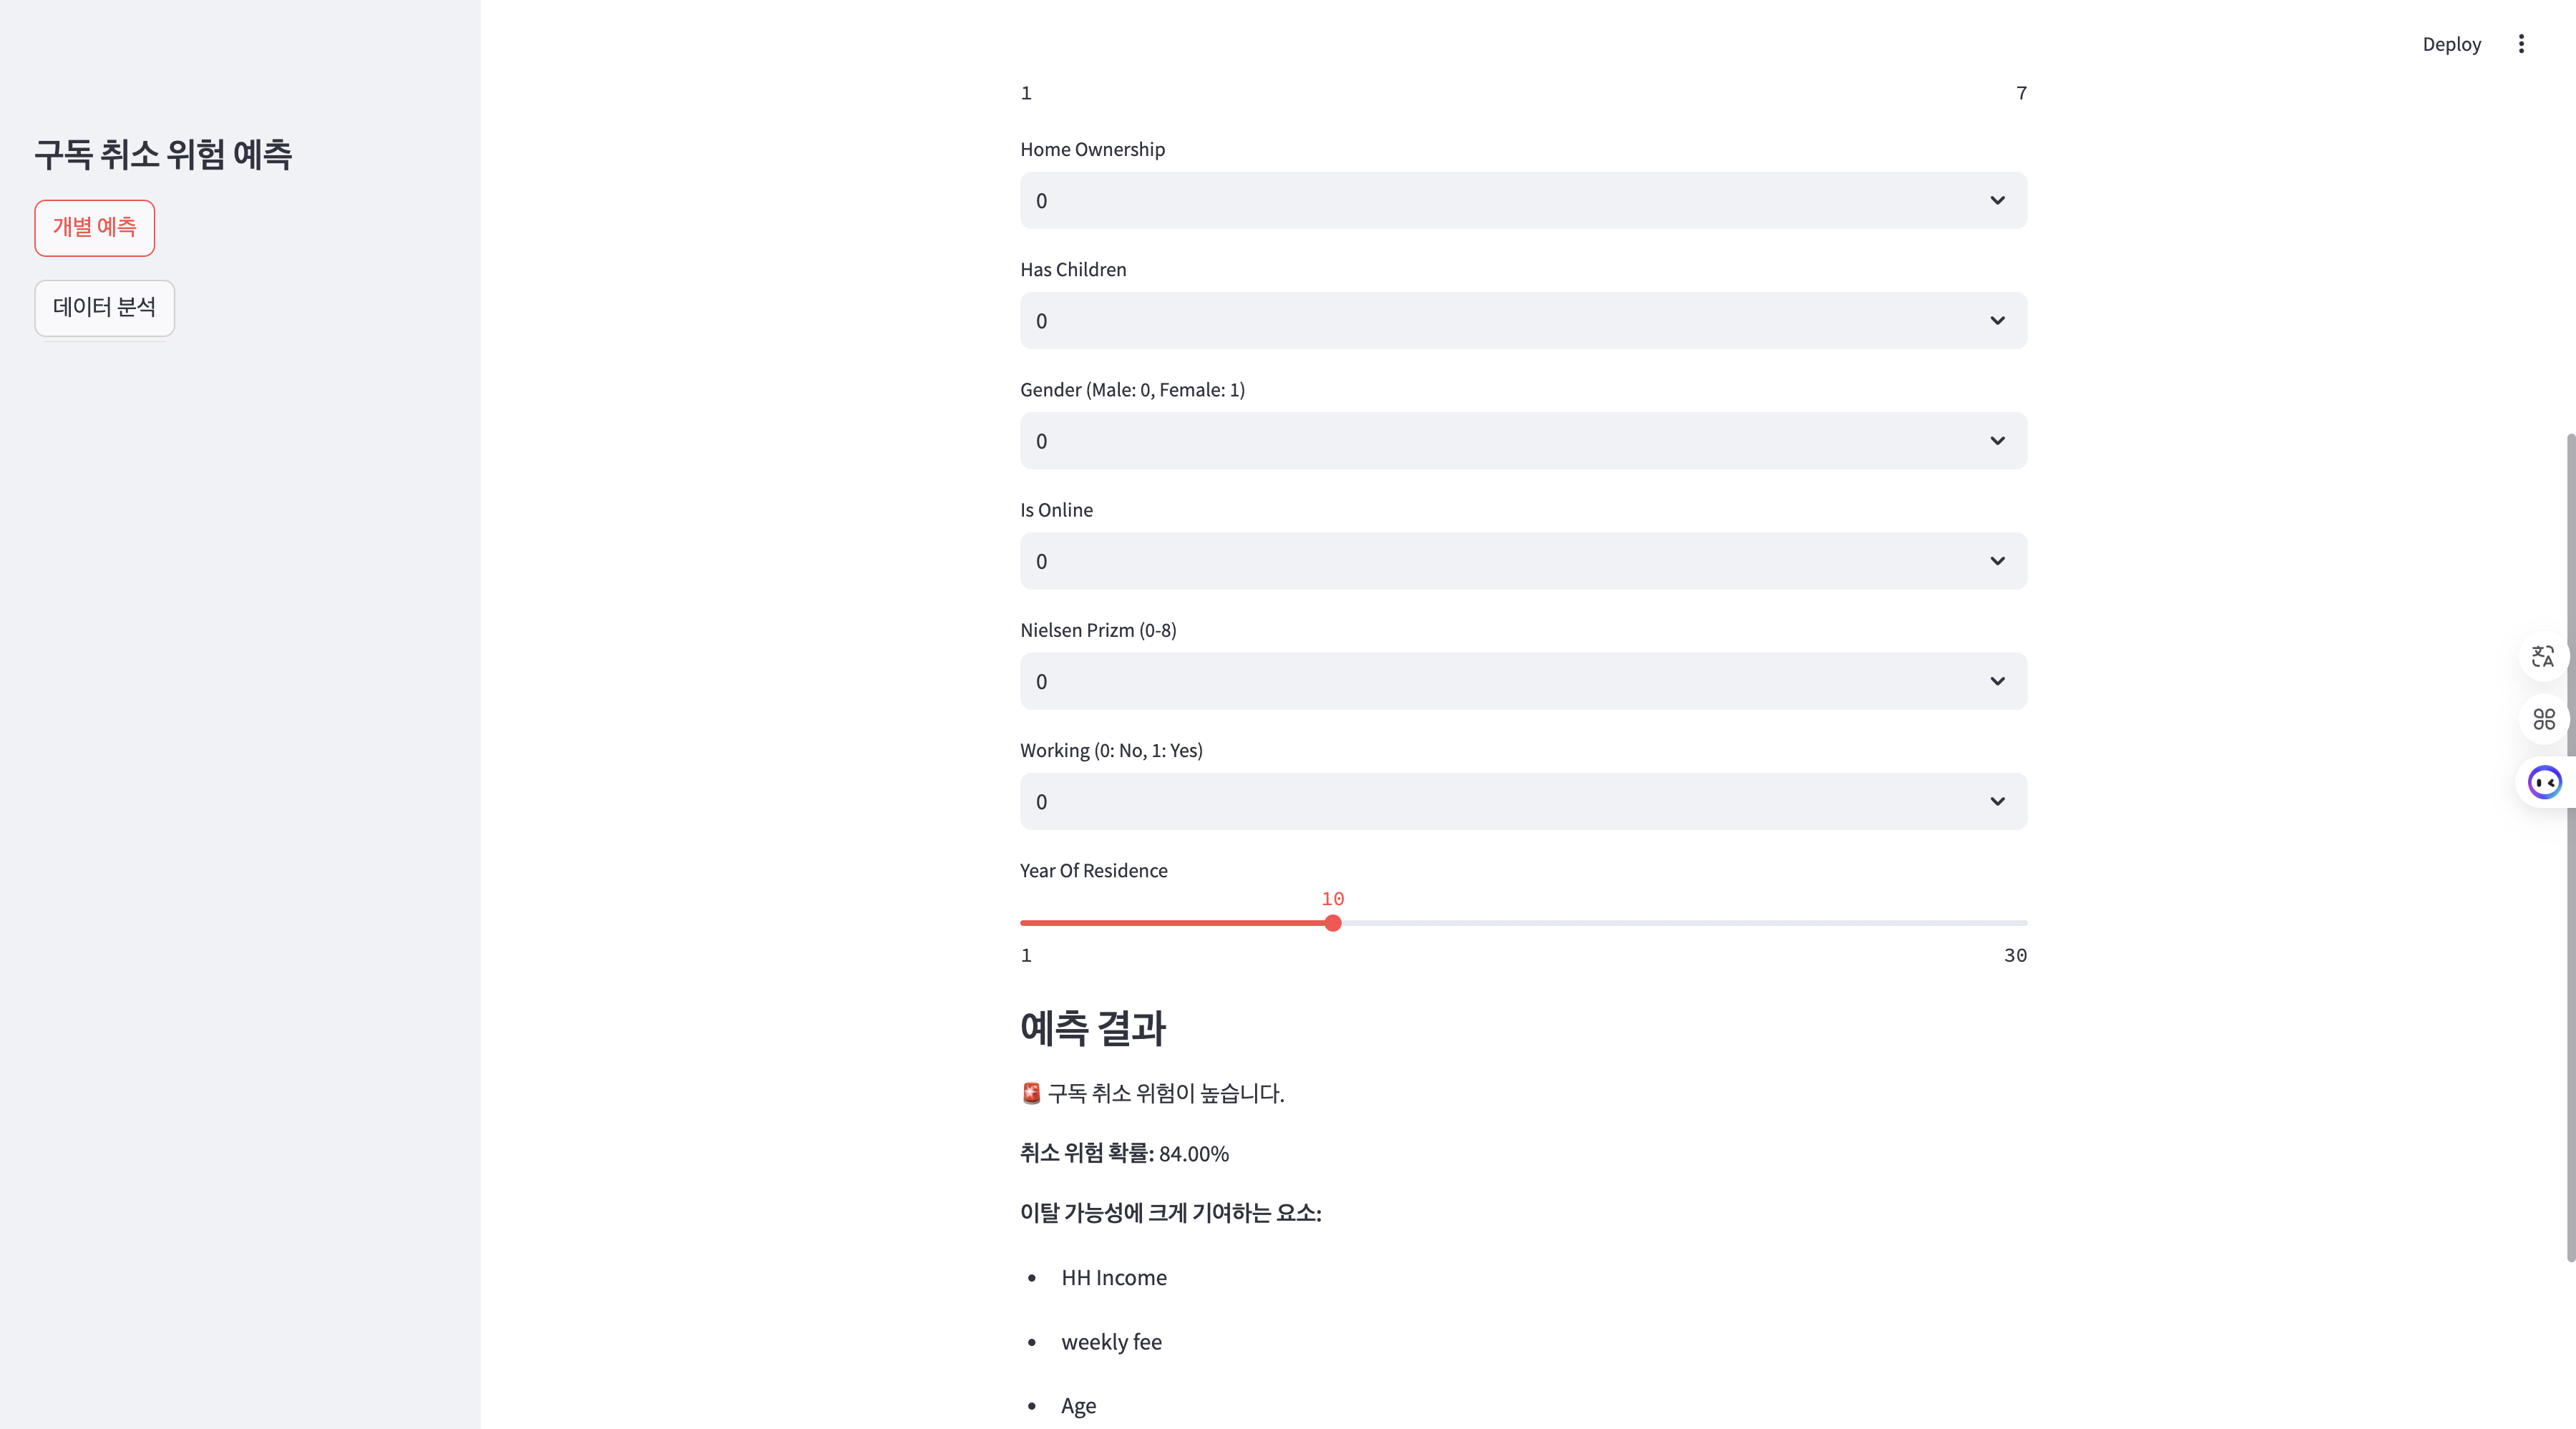 Deploy
구독 취소 위험 예측
개별 예측
데이터 분석
1 7
Home Ownership
0
Has Children
0
Gender (Male: 0, Female: 1)
0
Is Online
0
Nielsen Prizm (0-8)
0
Working (0: No, 1: Yes)
0
Year Of Residence
10
1 30
예측 결과
🚨 구독 취소 위험이 높습니다.
취소 위험 확률: 84.00%
이탈 가능성에 크게 기여하는 요소:
• HH Income
• weekly fee
• Age